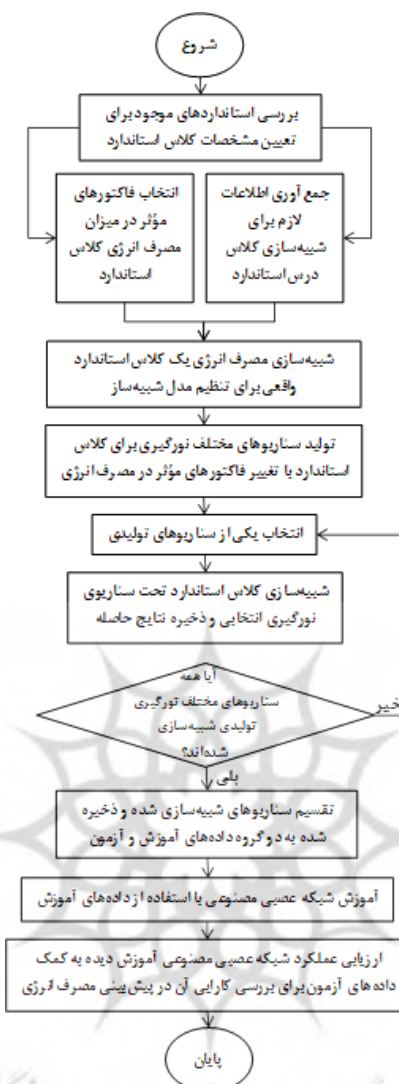 شروع
بررسی استانداردهای موجود برای
تعیین مشخصات کلاس استاندارد
جمع آوری اطلاعات
لازم برای
شبیه‌سازی کلاس
درس استاندارد
انتخاب فاکتورهای
مؤثر در میزان
مصرف انرژی کلاس
استاندارد
شبیه‌سازی مصرف انرژی یک کلاس استاندارد
واقعی برای تنظیم مدل شبیه‌ساز
تولید سناریوهای مختلف نورگیری برای کلاس
استاندارد با تغییر فاکتورهای مؤثر در مصرف انرژی
انتخاب یکی از سناریوهای تولیدی
شبیه‌سازی کلاس استاندارد تحت سناریوی
نورگیری انتخابی و ذخیره نتایج حاصله
آیا همه
سناریوهای مختلف نورگیری
تولیدی شبیه‌سازی
شده‌اند؟
خیر
بلی
تقسیم سناریوهای شبیه‌سازی شده و ذخیره
شده به دو گروه داده‌های آموزش و آزمون
آموزش شبکه عصبی مصنوعی با استفاده از داده‌های آموزش
ارزیابی عملکرد شبکه عصبی مصنوعی آموزش دیده به کمک
داده های آزمون برای بررسی کارایی آن در پیش‌بینی مصرف انرژی
پایان